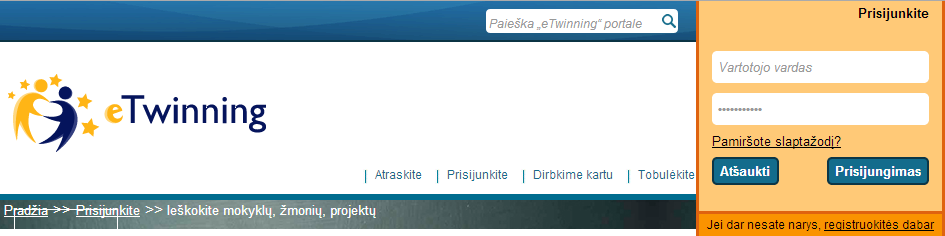 Prisijunkite
Paieška „eTwinning" portale
Vartotojo vardas
eTwinning
Pamiršote slaptažodį?
Atšaukti Prisijungimas
| Atraskite | Prisijunkite | Dirbkime kartu | Tobulėkite
Pradžia >> Prisijunkite >> Ieškokite mokyklų, žmonių, projektų
Jei dar nesate narys, registruokitės dabar